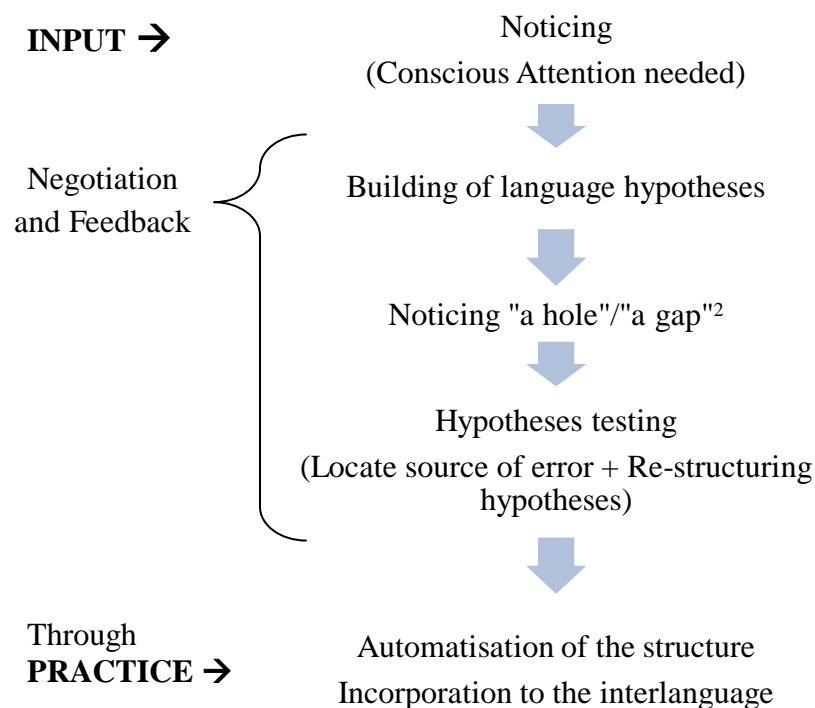 INPUT →
Noticing
(Conscious Attention needed)
Negotiation
and Feedback
Building of language hypotheses
Noticing "a hole"/"a gap"²
Hypotheses testing
(Locate source of error + Re-structuring
hypotheses)
Through
PRACTICE →
Automatisation of the structure
Incorporation to the interlanguage